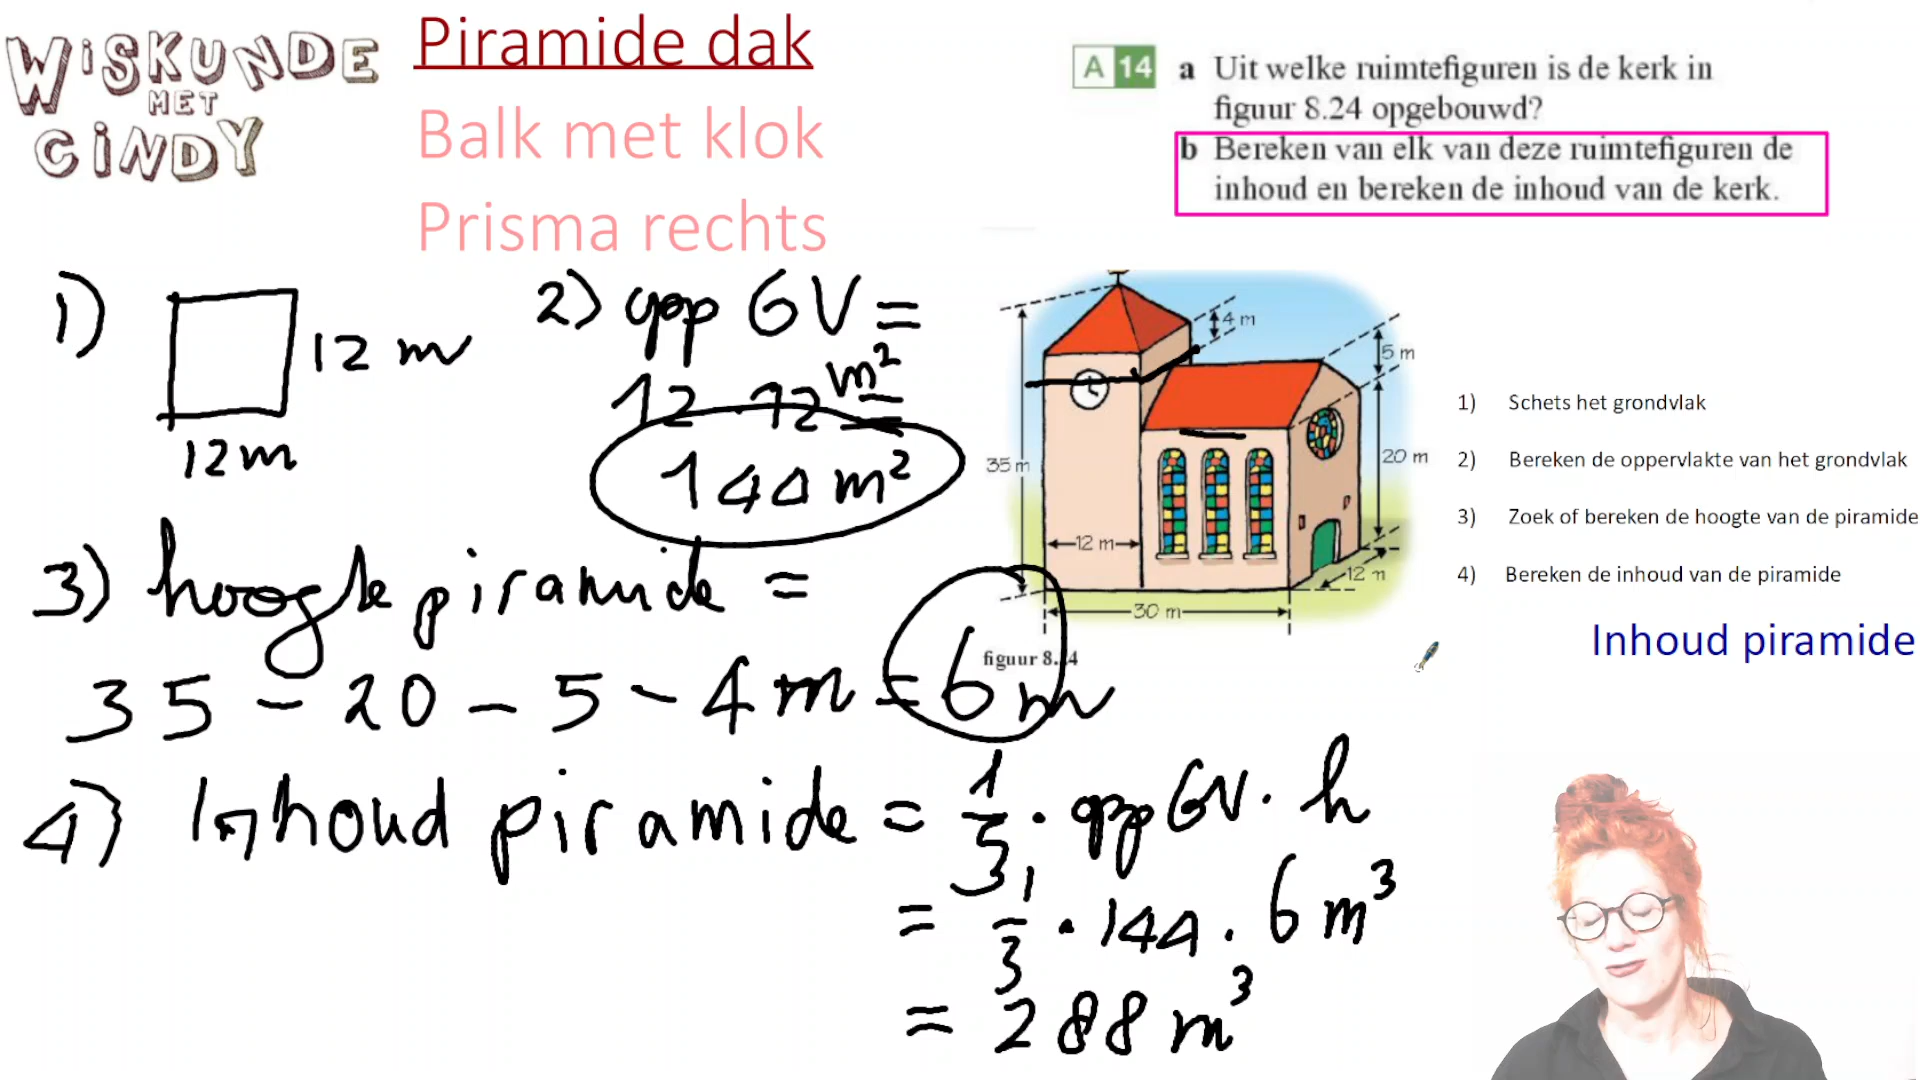 WiSKUNDE
MET
CiNDY
Piramide dak
Balk met klok
Prisma rechts
A 14 a Uit welke ruimtefiguren is de kerk in
figuur 8.24 opgebouwd?
b Bereken van elk van deze ruimtefiguren de
inhoud en bereken de inhoud van de kerk.
1) 12 m
12 m
2) opp GV =
12 · 12 m²
144 m²
3) hoogte piramide =
35 - 20 - 5 - 4 m = 6 m
4) Inhoud piramide = 1/3 · opp GV · h
= 1/3 · 144 · 6 m³
= 288 m³
4 m
5 m
35 m
20 m
12 m
12 m
30 m
figuur 8.24
1) Schets het grondvlak
2) Bereken de oppervlakte van het grondvlak
3) Zoek of bereken de hoogte van de piramide
4) Bereken de inhoud van de piramide
Inhoud piramide